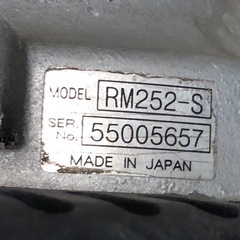 MODEL RM252-S
SER. No. 55005657
MADE IN JAPAN